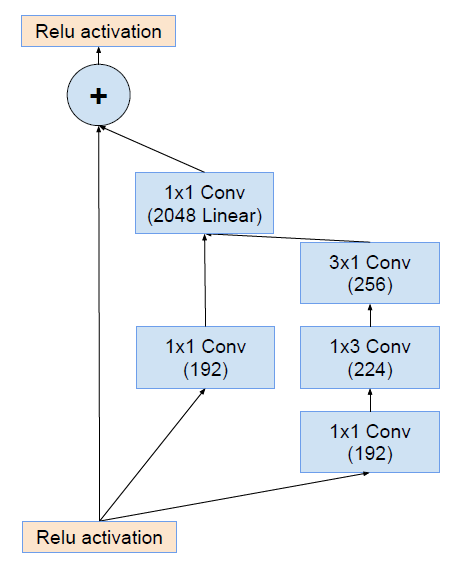 Relu activation
+
1x1 Conv
(2048 Linear)
3x1 Conv
(256)
1x1 Conv
(192)
1x3 Conv
(224)
1x1 Conv
(192)
Relu activation